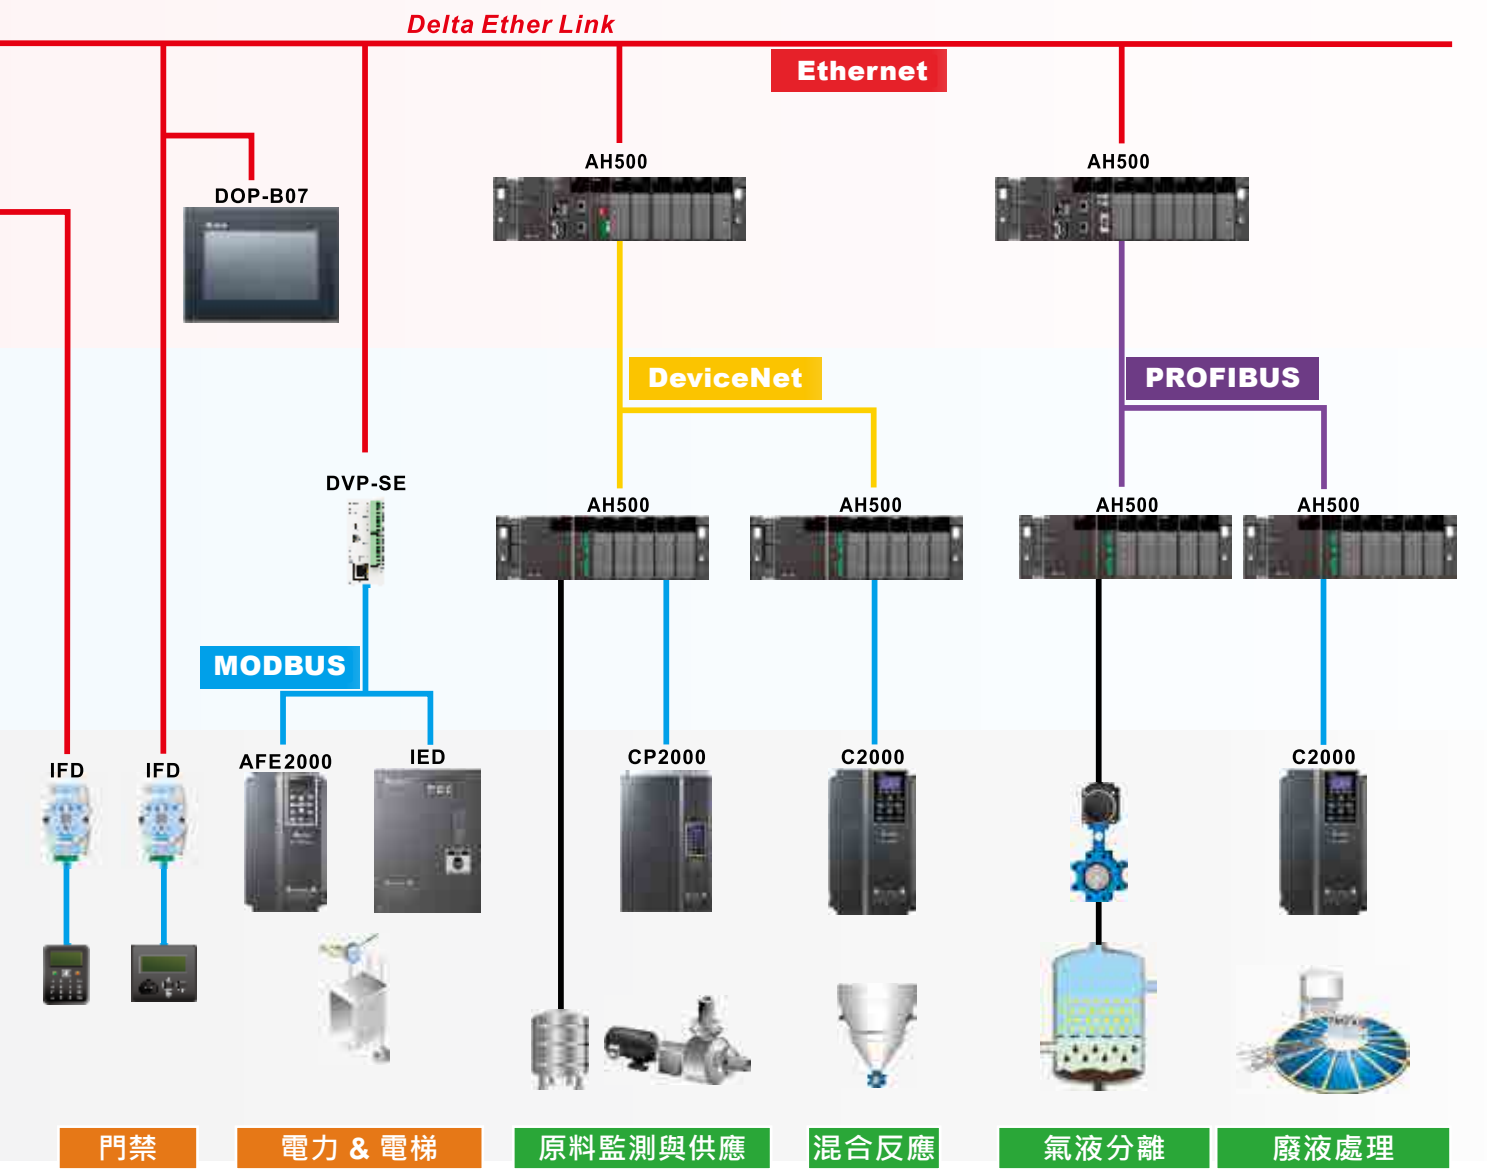 Delta Ether Link
Ethernet
AH500
AH500
DOP-B07
DeviceNet
PROFIBUS
DVP-SE
AH500
AH500
AH500
AH500
MODBUS
IFD
IFD
AFE2000
IED
CP2000
C2000
C2000
門禁
電力 & 電梯
原料監測與供應
混合反應
氣液分離
廢液處理